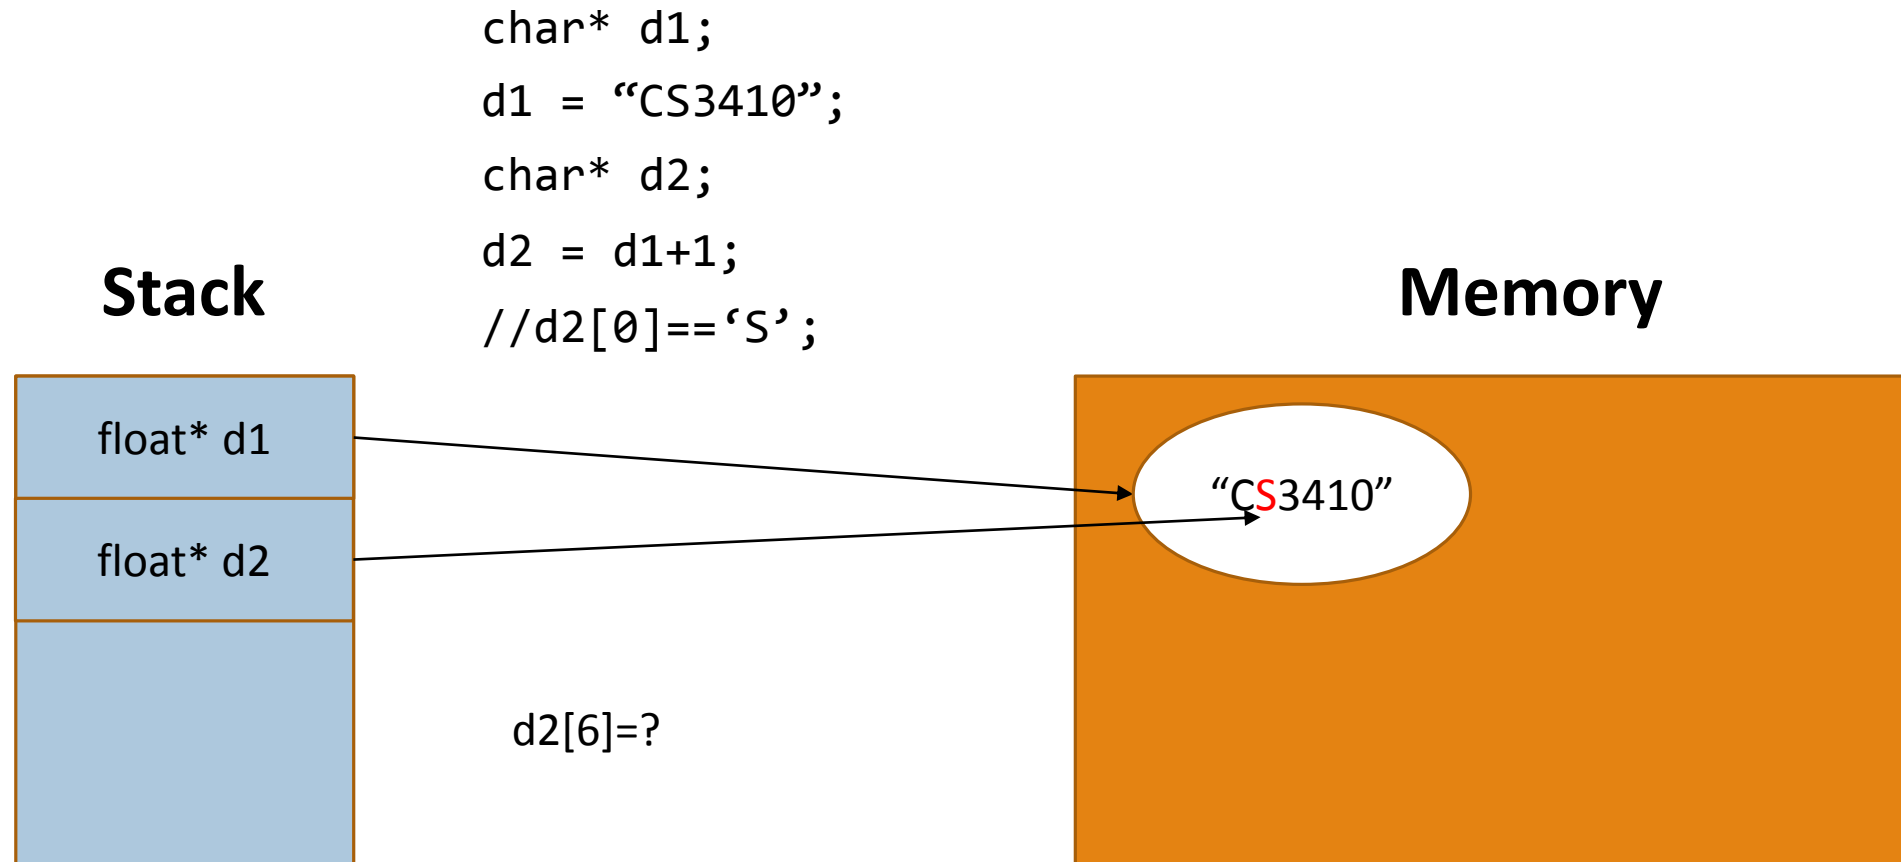 char* d1;
d1 = “CS3410”;
char* d2;
d2 = d1+1;
//d2[0]==‘S’;
Stack
Memory
float* d1
“CS3410”
float* d2
d2[6]=?